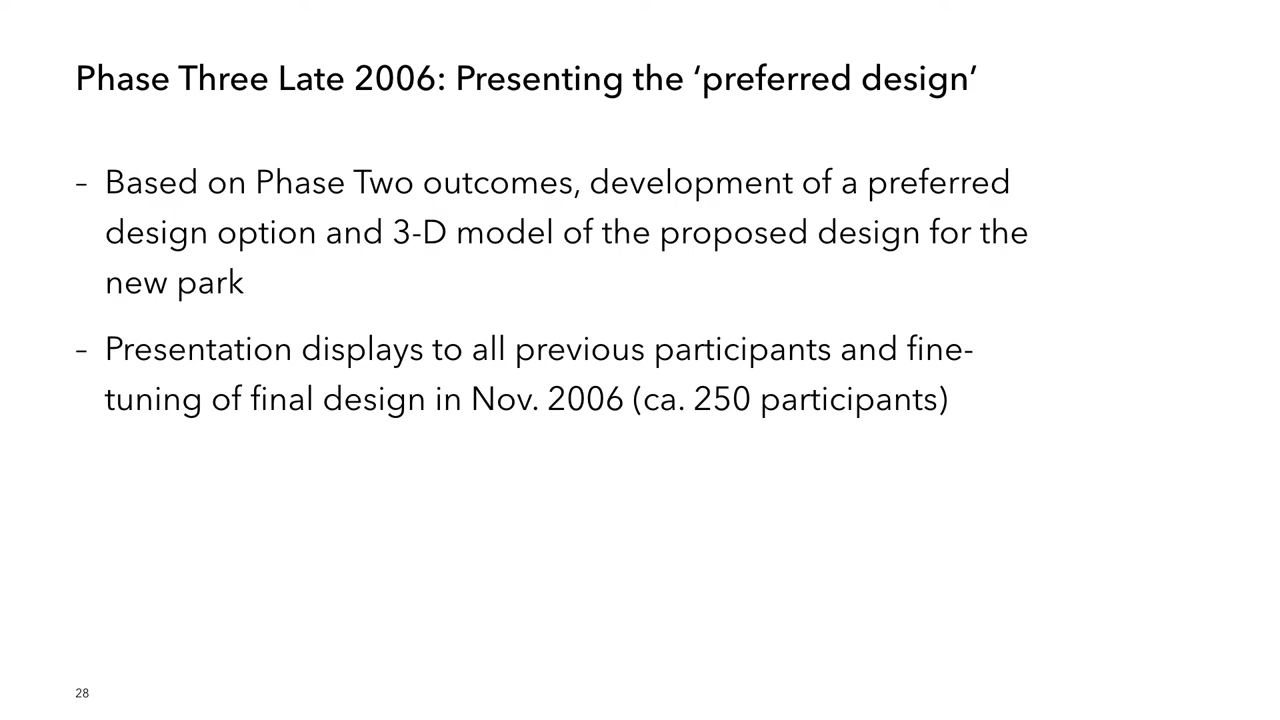 Phase Three Late 2006: Presenting the ‘preferred design’
– Based on Phase Two outcomes, development of a preferred
design option and 3-D model of the proposed design for the
new park
– Presentation displays to all previous participants and fine-
tuning of final design in Nov. 2006 (ca. 250 participants)
28